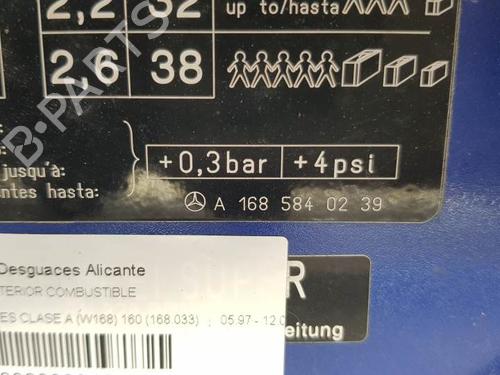 2,2 32 up to/hasta
2,6 38
jusqu'à:
ntes hasta:
+0,3bar +4psi
A 168 584 02 39
Desguaces Alicante
TERIOR COMBUSTIBLE
ES CLASE A (W168) 160 (168.033) ; 05.97 - 12.0
eitung
B-PARTS